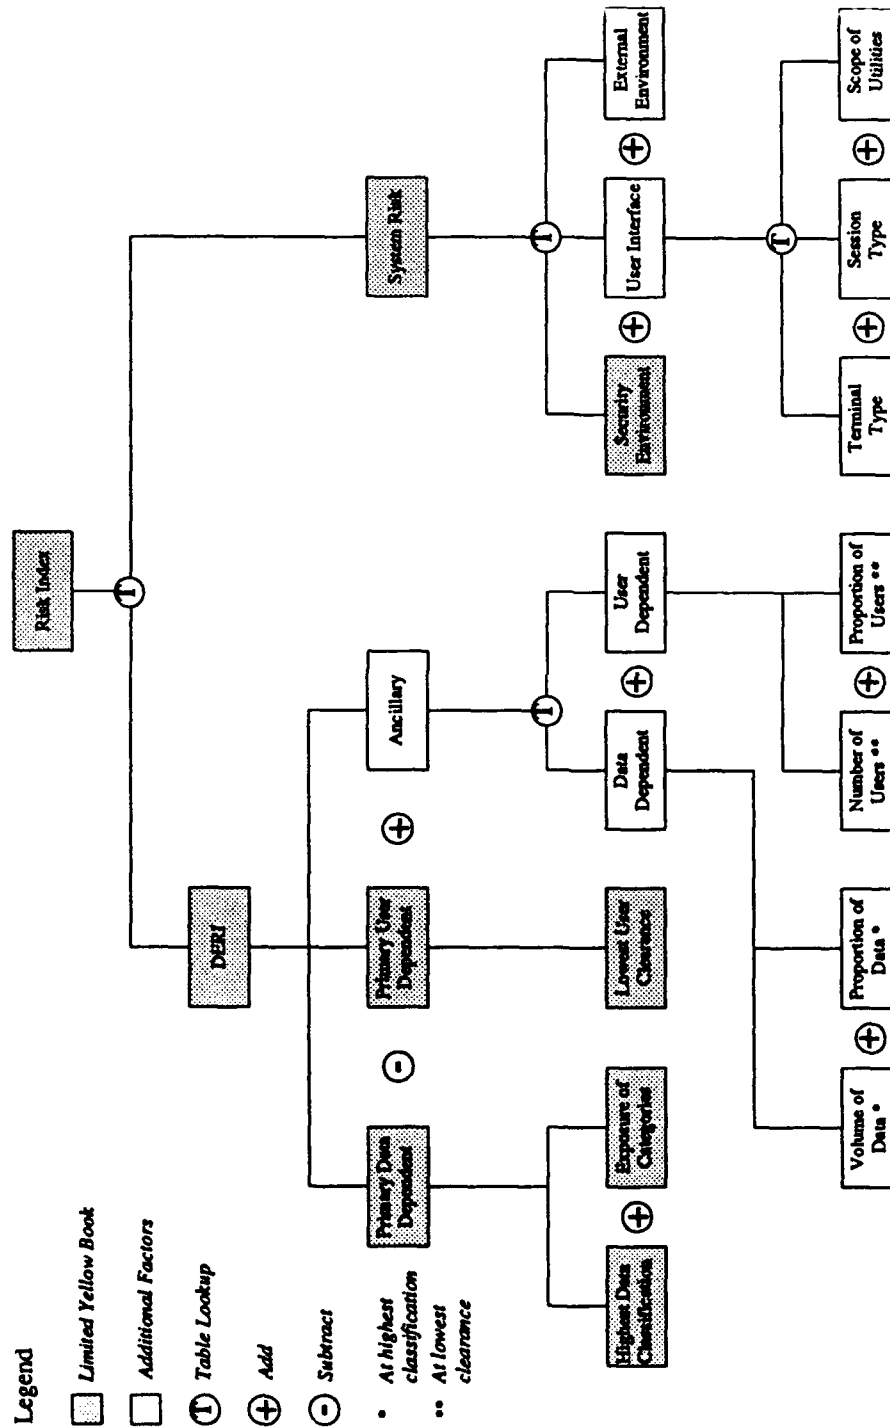 Legend
Limited Yellow Book
Additional Factors
T
Table Lookup
+
Add
-
Subtract
* At highest
classification
** At lowest
clearance
Risk Index
T
DERI
System Risk
Primary Data
Dependent
-
Primary User
Dependent
+
Ancillary
T
T
Highest Data
Classification
+
Exposure of
Categories
Lowest User
Clearance
Data
Dependent
+
User
Dependent
Security
Environment
+
User Interface
+
External
Environment
T
Volume of
Data *
+
Proportion of
Data *
Number of
Users **
+
Proportion of
Users **
Terminal
Type
+
Session
Type
+
Scope of
Utilities